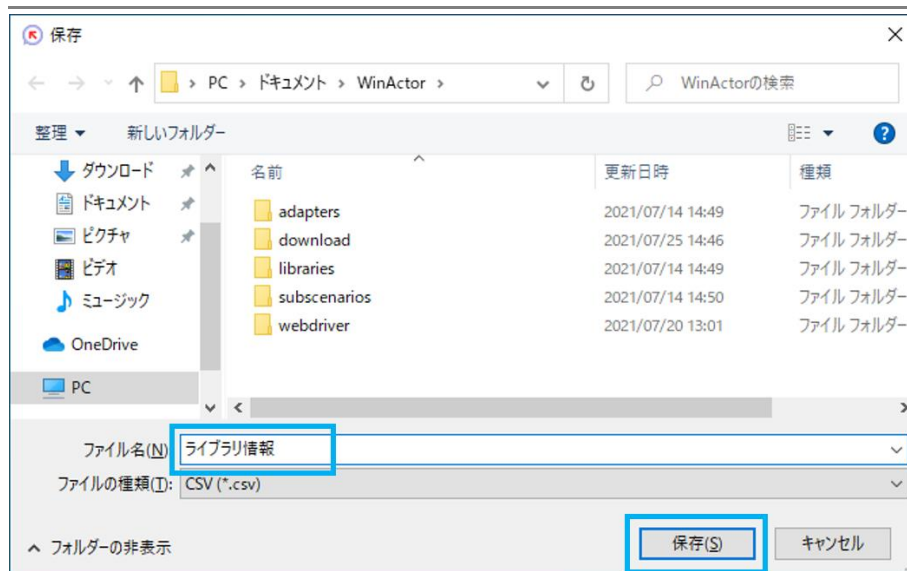 保存
PC > ドキュメント > WinActor >
WinActorの検索
整理 新しいフォルダー
名前 更新日時 種類
ダウンロード
ドキュメント
ピクチャ
ビデオ
ミュージック
OneDrive
PC
adapters 2021/07/14 14:49 ファイル フォルダー
download 2021/07/25 14:46 ファイル フォルダー
libraries 2021/07/14 14:49 ファイル フォルダー
subscenarios 2021/07/14 14:50 ファイル フォルダー
webdriver 2021/07/20 13:01 ファイル フォルダー
ファイル名(N) ライブラリ情報
ファイルの種類(T): CSV (*.csv)
フォルダーの非表示
保存(S) キャンセル